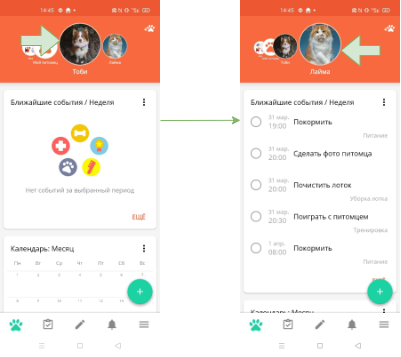 14:45
Тоби
Лайма
Тоби
Ближайшие события / Неделя
Нет событий за выбранный период
ЕЩЁ
Календарь: Месяц
Пн Вт Ср Чт Пт Сб Вс
14:45
Тоби
Лайма
Ближайшие события / Неделя
31 мар.
19:00
Покормить
Питание
31 мар.
20:00
Сделать фото питомца
31 мар.
20:00
Почистить лоток
Уборка лотка
31 мар.
20:30
Поиграть с питомцем
Тренировка
1 апр.
08:00
Покормить
Питание
Календарь: Месяц